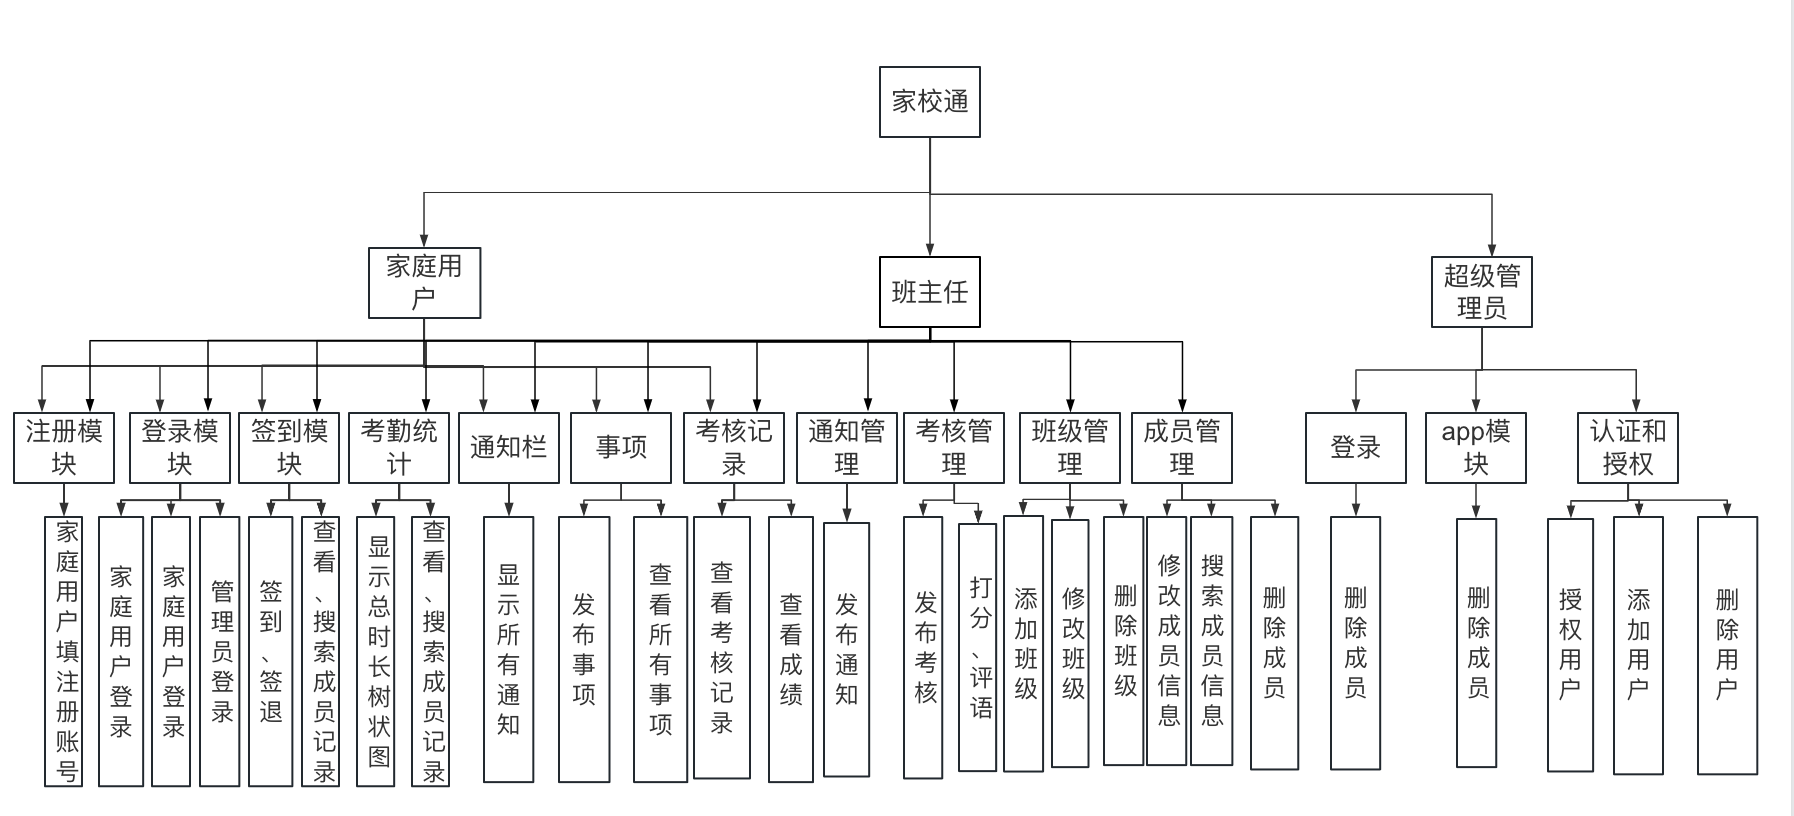 家校通
家庭用
户
班主任
超级管
理员
注册模
块
登录模
块
签到模
块
考勤统
计
通知栏
事项
考核记
录
通知管
理
考核管
理
班级管
理
成员管
理
登录
app模
块
认证和
授权
家庭用户填注册账号
家庭用户登录
家庭用户登录
管理员登录
签到、签退
查看、搜索成员记录
显示总时长树状图
查看、搜索成员记录
显示所有通知
发布事项
查看所有事项
查看考核记录
查看成绩
发布通知
发布考核
打分、评语
添加班级
修改班级
删除班级
修改成员信息
搜索成员信息
删除成员
删除成员
删除成员
授权用户
添加用户
删除用户